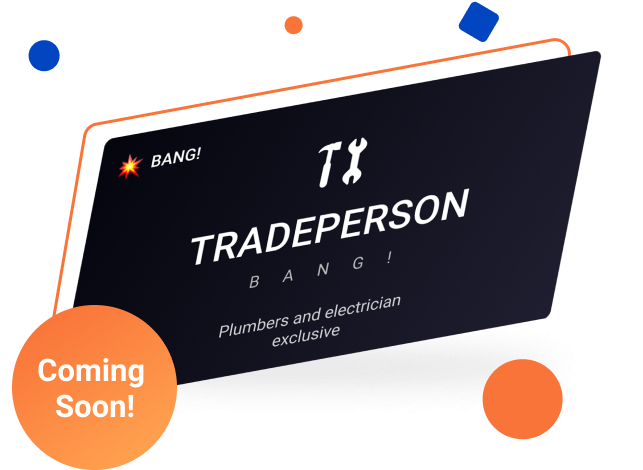 BANG!
TRADEPERSON
B A N G !
Plumbers and electrician
exclusive
Coming
Soon!